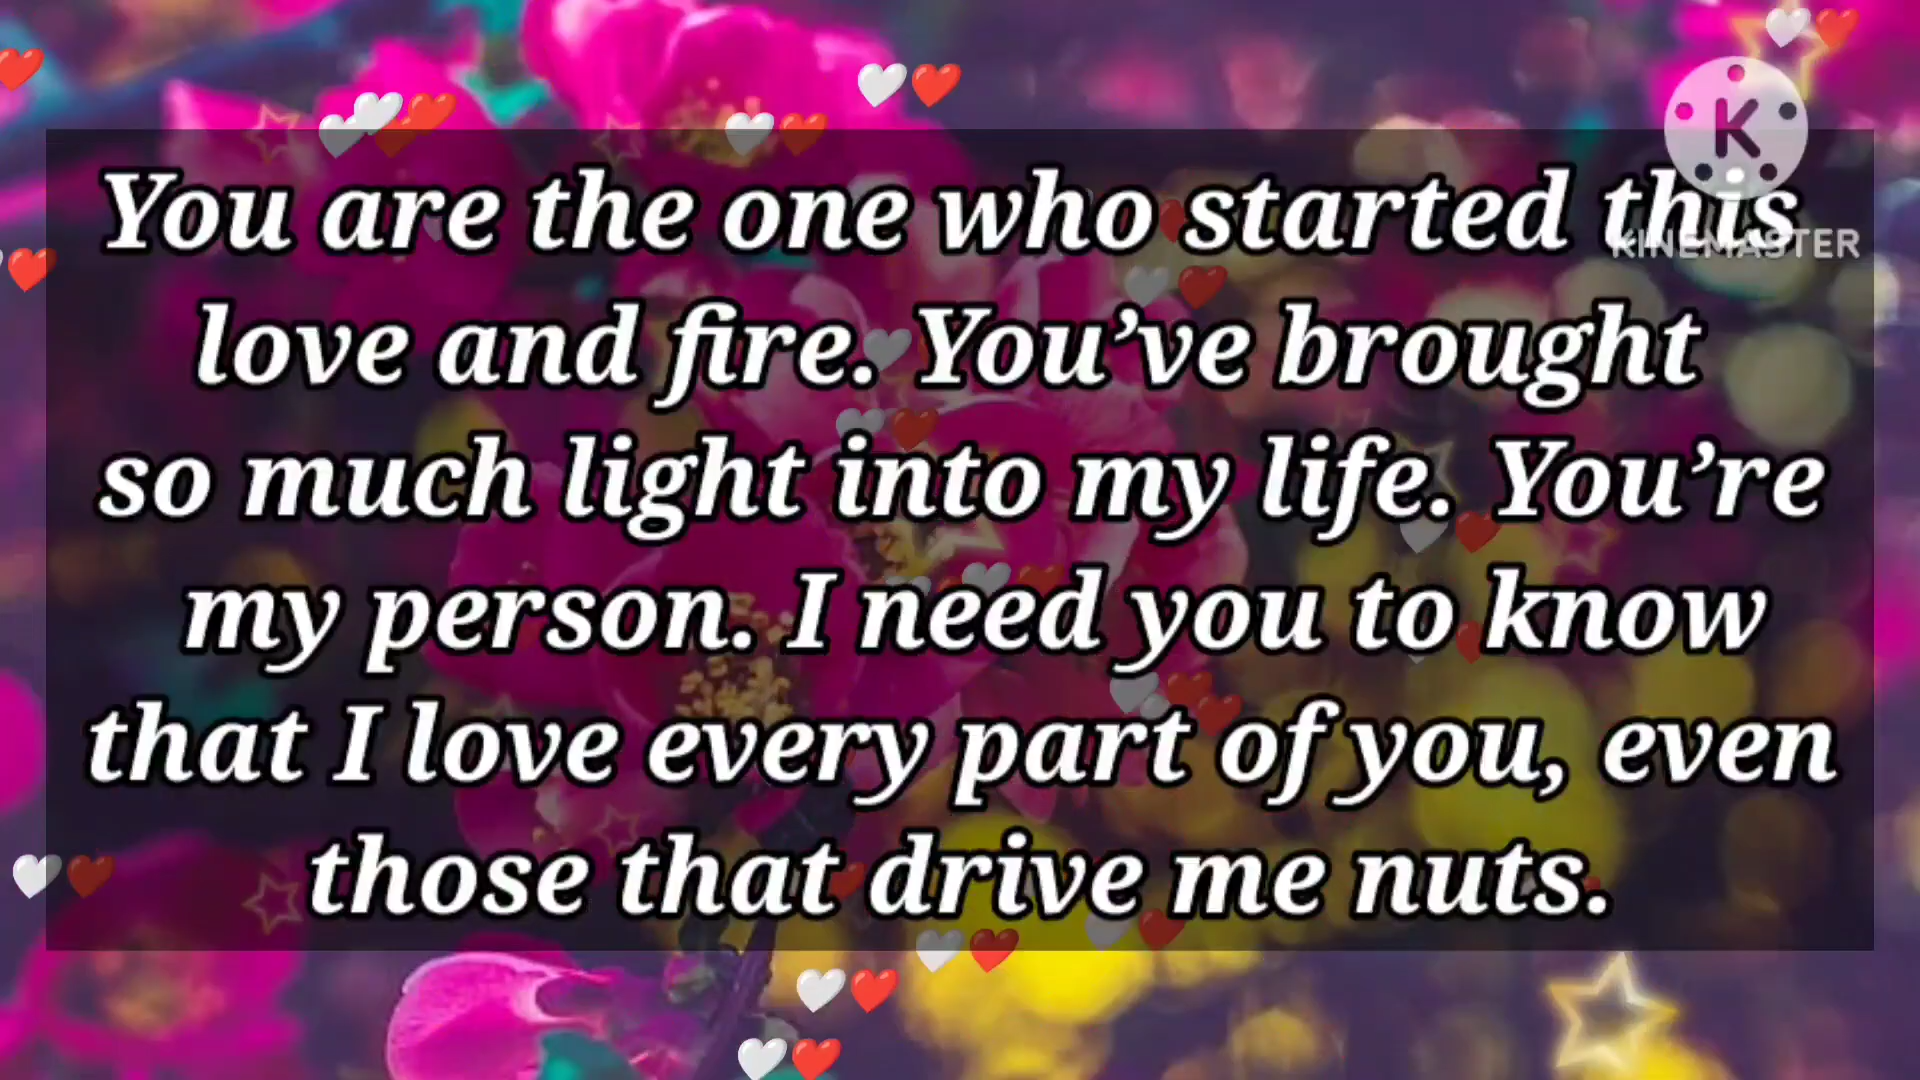 You are the one who started this
love and fire. You’ve brought
so much light into my life. You’re
my person. I need you to know
that I love every part of you, even
those that drive me nuts.
K
KINEMASTER